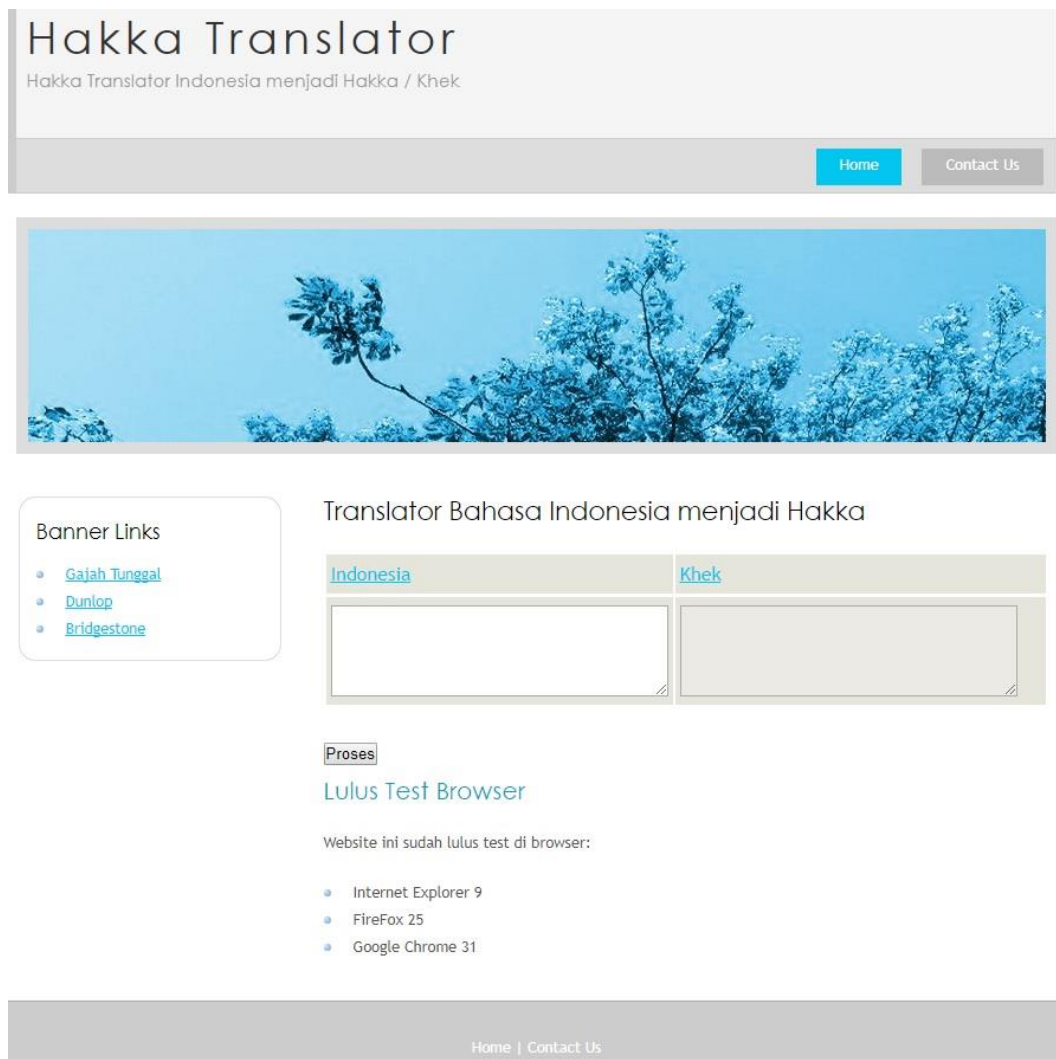 Hakka Translator
Hakka Translator Indonesia menjadi Hakka / Khek
Home Contact Us
Banner Links
Gajah Tunggal
Dunlop
Bridgestone
Translator Bahasa Indonesia menjadi Hakka
Indonesia Khek
Proses
Lulus Test Browser
Website ini sudah lulus test di browser:
Internet Explorer 9
FireFox 25
Google Chrome 31
Home | Contact Us